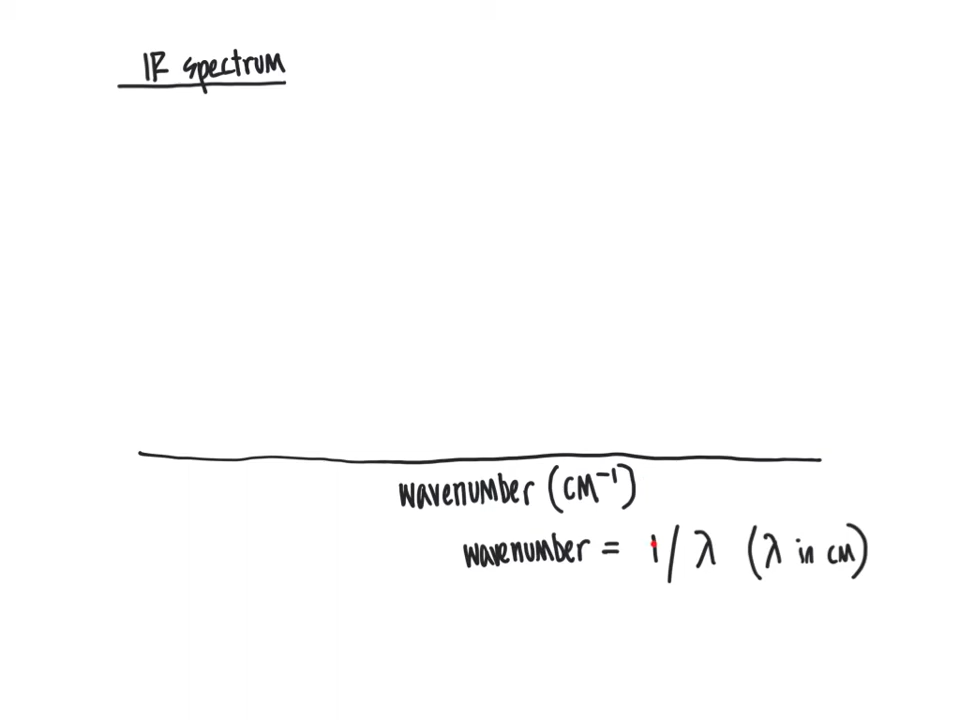 IR spectrum
wavenumber (cm⁻¹)
wavenumber = 1/λ (λ in cm)